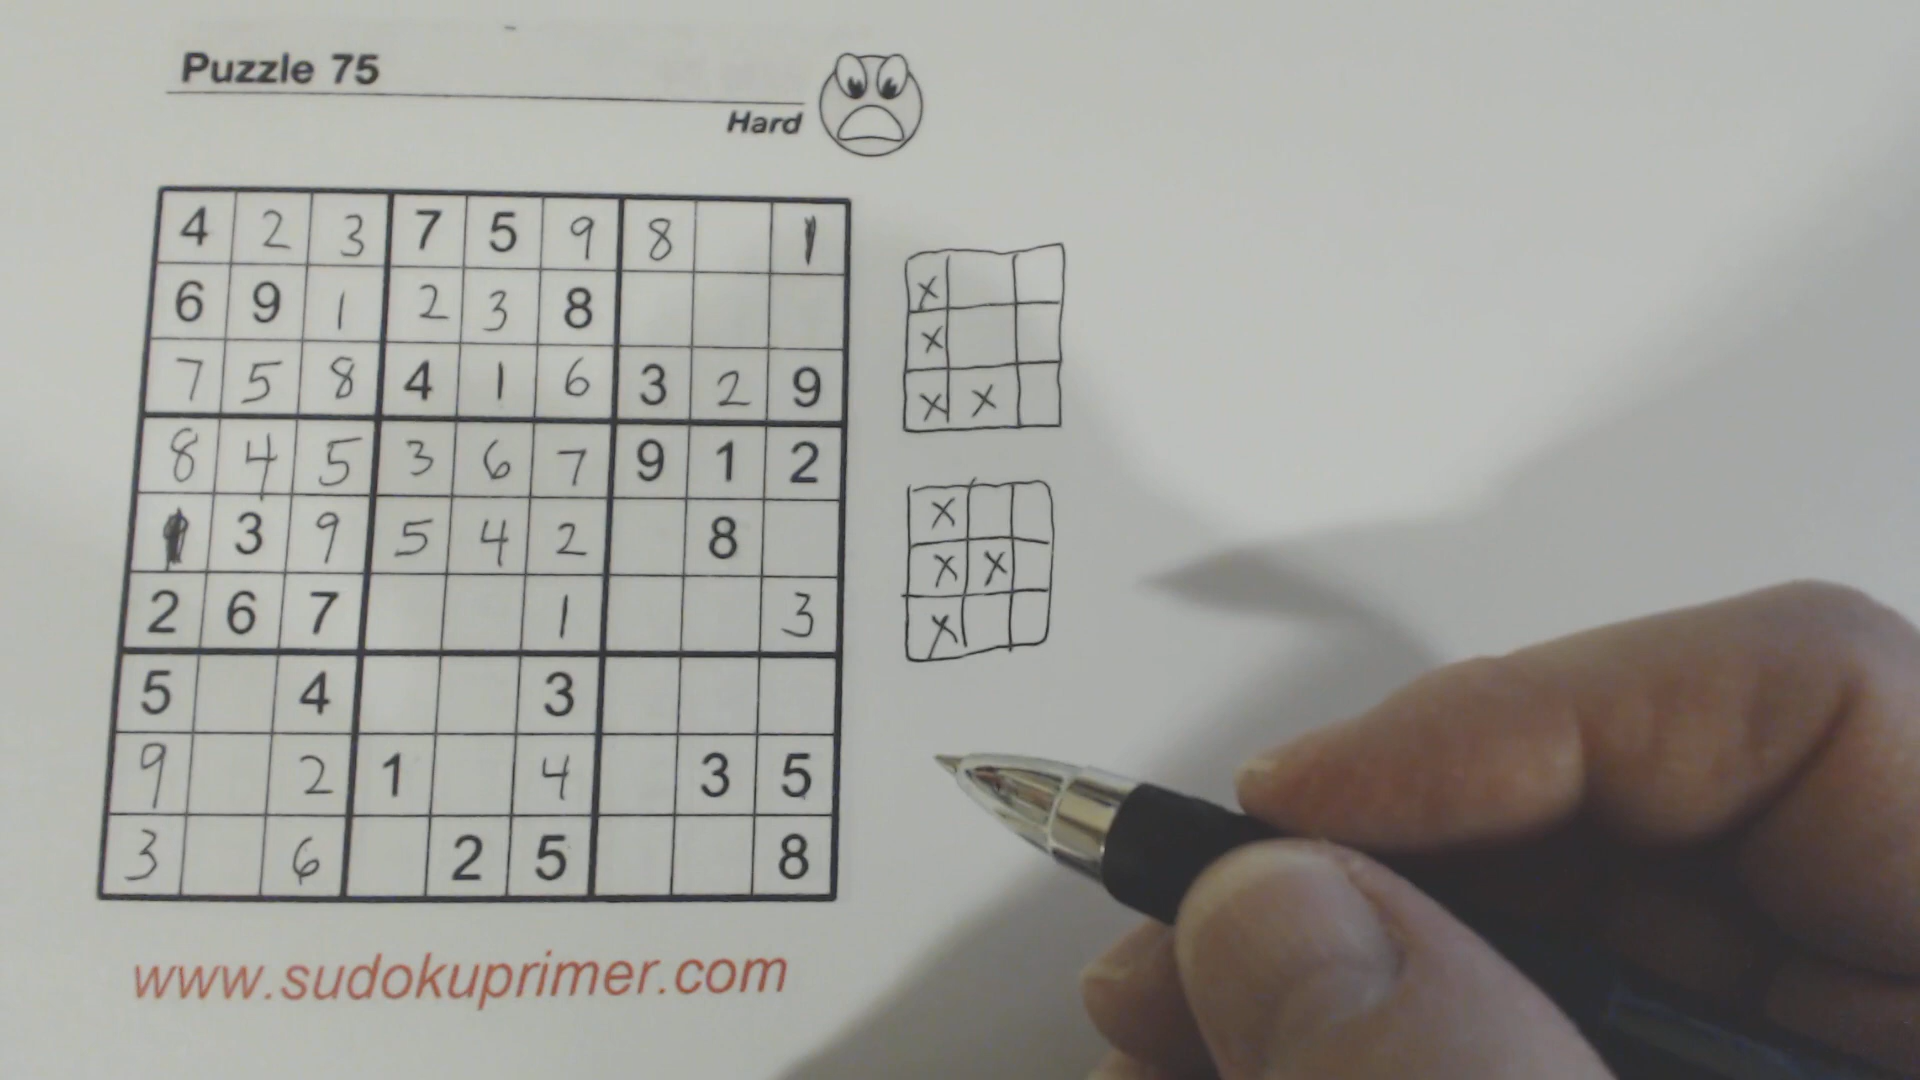 Puzzle 75
Hard
4 2 3 7 5 9 8 1
6 9 1 2 3 8
7 5 8 4 1 6 3 2 9
8 4 5 3 6 7 9 1 2
1 3 9 5 4 2 8
2 6 7 1 3
5 4 3
9 2 1 4 3 5
3 6 2 5 8
x
x
x x
x
x x
x
www.sudokuprimer.com